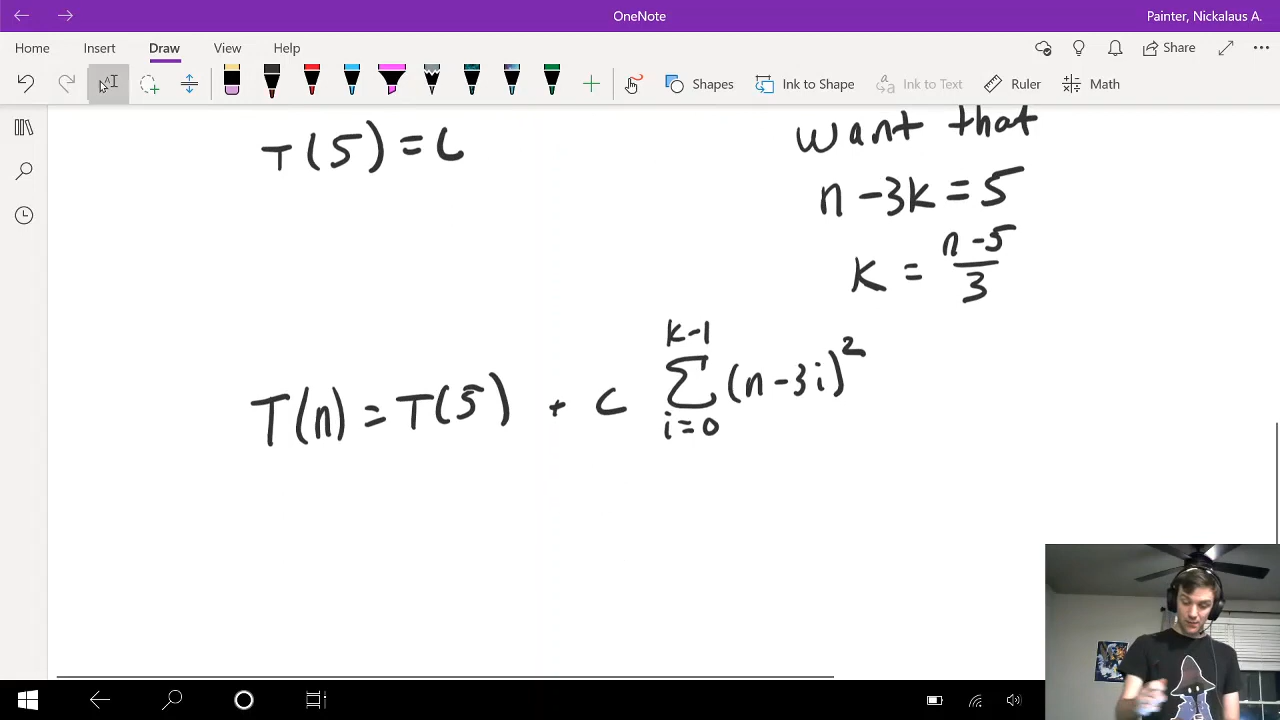 OneNote
Painter, Nickalaus A.
Home Insert Draw View Help
Share
Shapes Ink to Shape Ink to Text Ruler Math
T(5) = C
want that
n - 3k = 5
k = (n - 5)/3
T(n) = T(5) + C ∑_{i=0}^{k-1} (n - 3i)²